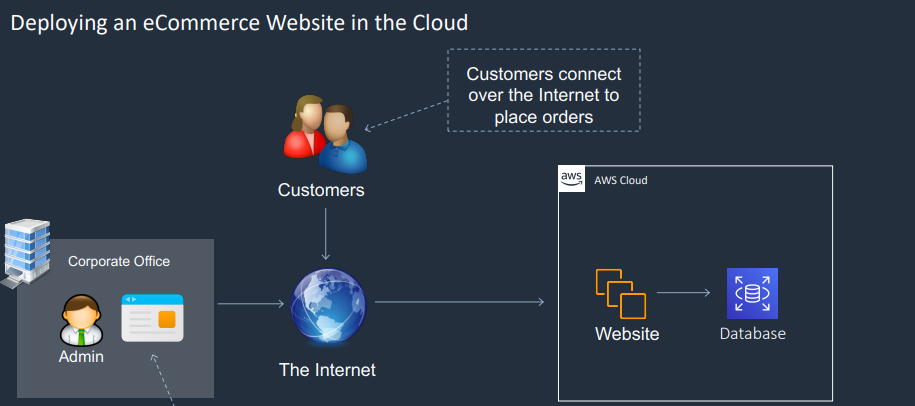 Deploying an eCommerce Website in the Cloud
Customers connect
over the Internet to
place orders
Customers
aws
AWS Cloud
Corporate Office
Admin
The Internet
Website
Database